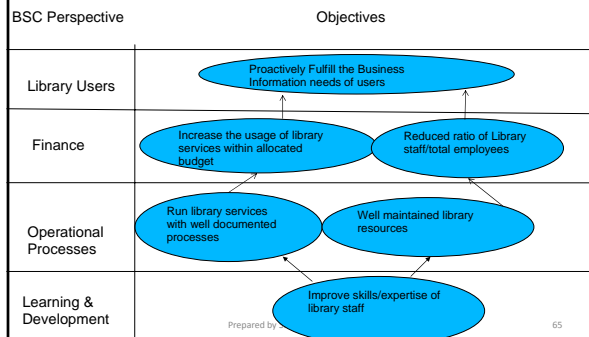 BSC Perspective
Objectives
Library Users
Proactively Fulfill the Business
Information needs of users
Finance
Increase the usage of library
services within allocated
budget
Reduced ratio of Library
staff/total employees
Operational
Processes
Run library services
with well documented
processes
Well maintained library
resources
Learning &
Development
Improve skills/expertise of
library staff
Prepared by
65